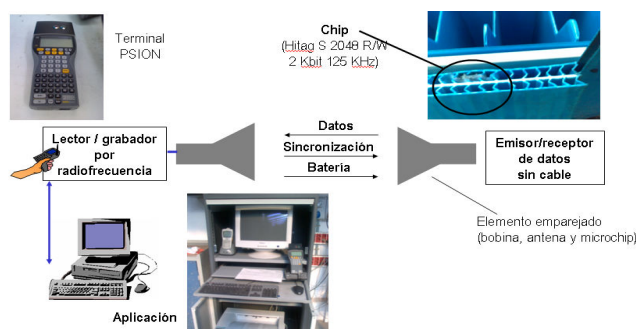 Terminal
PSION
Chip
(Hitag S 2048 R/W
2 Kbit 125 KHz)
Lector / grabador
por
radiofrecuencia
Datos
Sincronización
Batería
Emisor/receptor
de datos
sin cable
Elemento emparejado
(bobina, antena y microchip)
Aplicación